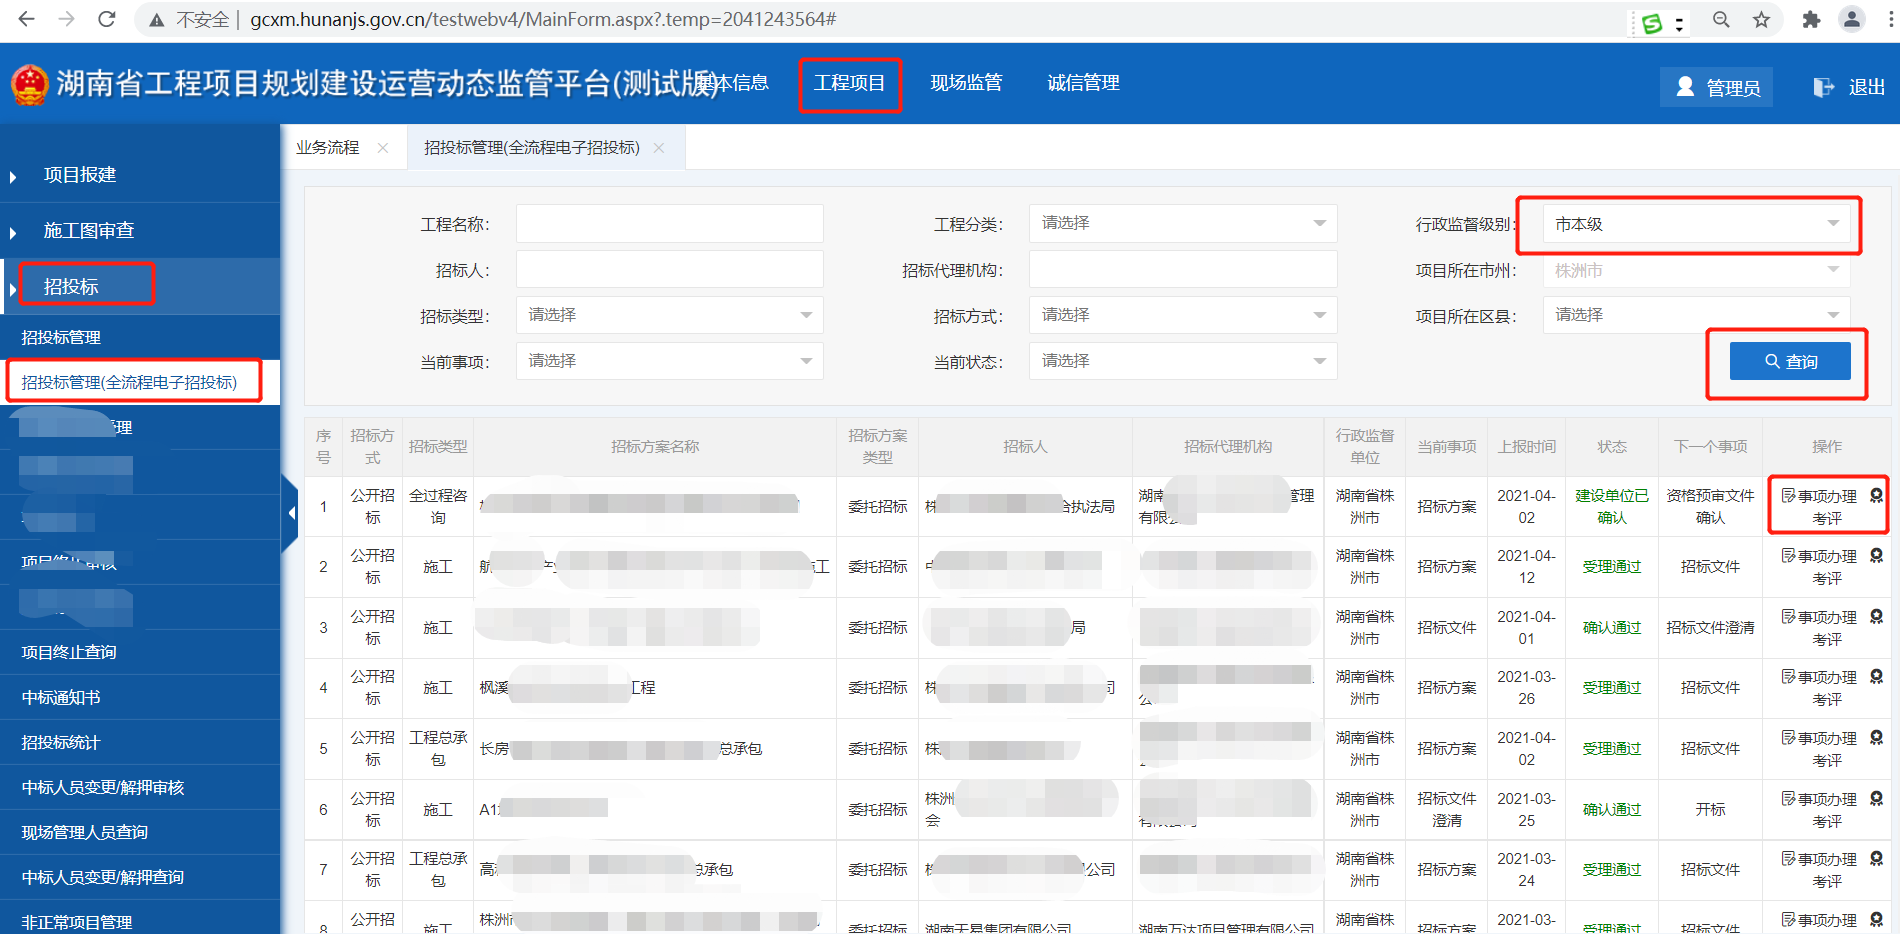 不安全 | gcxm.hunanjs.gov.cn/testwebv4/MainForm.aspx?.temp=2041243564#
湖南省工程项目规划建设运营动态监管平台(测试版)
基本信息
工程项目
现场监管
诚信管理
管理员
退出
项目报建
施工图审查
招投标
招投标管理
招投标管理(全流程电子招投标)
理
项目终止查询
中标通知书
招投标统计
中标人员变更/解押审核
现场管理人员查询
中标人员变更/解押查询
非正常项目管理
业务流程 ×
招投标管理(全流程电子招投标) ×
工程名称:
工程分类: 请选择
行政监督级别: 市本级
招标人:
招标代理机构:
项目所在市州: 株洲市
招标类型: 请选择
招标方式: 请选择
项目所在区县: 请选择
当前事项: 请选择
当前状态: 请选择
查询
序号 招标方式 招标类型 招标方案名称 招标方案类型 招标人 招标代理机构 行政监督单位 当前事项 上报时间 状态 下一个事项 操作
1 公开招标 全过程咨询 委托招标 株 合执法局 湖南 管理有限 湖南省株洲市 招标方案 2021-04-02 建设单位已确认 资格预审文件确认 事项办理 考评
2 公开招标 施工 航 产 工 委托招标 湖南省株洲市 招标方案 2021-04-12 受理通过 招标文件 事项办理 考评
3 公开招标 施工 委托招标 局 湖南省株洲市 招标文件 2021-04-01 确认通过 招标文件澄清 事项办理 考评
4 公开招标 施工 枫溪 工程 委托招标 株 司 公 湖南省株洲市 招标方案 2021-03-26 受理通过 招标文件 事项办理 考评
5 公开招标 工程总承包 长房 总承包 委托招标 株 湖南省株洲市 招标方案 2021-04-02 受理通过 招标文件 事项办理 考评
6 公开招标 施工 A1 委托招标 株洲 会 湖南省株洲市 招标文件澄清 2021-03-25 确认通过 开标 事项办理 考评
7 公开招标 工程总承包 高 总承包 委托招标 公司 湖南省株洲市 招标方案 2021-03-24 受理通过 招标文件 事项办理 考评
8 公开招 施工 株洲 委托招标 湖南天易集团有限公司 湖南万达项目管理有限公司 湖南省株 招标方案 2021-03- 受理通过 招标文件 事项办理